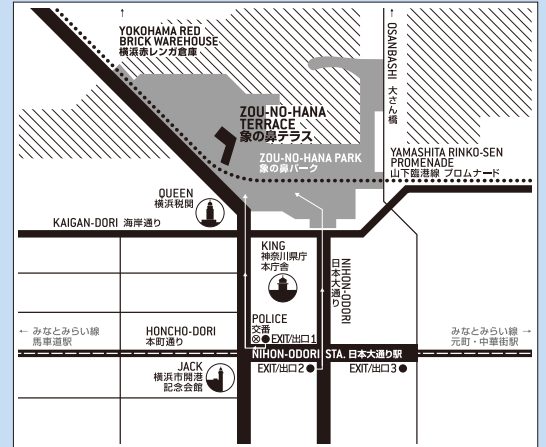 ↑
YOKOHAMA RED
BRICK WAREHOUSE
横浜赤レンガ倉庫
↑
OSANBASHI 大さん橋
ZOU-NO-HANA
TERRACE
象の鼻テラス
ZOU-NO-HANA PARK
象の鼻パーク
YAMASHITA RINKO-SEN
PROMENADE
山下臨港線 プロムナード
QUEEN
横浜税関
KAIGAN-DORI 海岸通り
KING
神奈川県庁
本庁舎
NIHON-ODORI
日本大通り
POLICE
交番
EXIT/出口1
← みなとみらい線
馬車道駅
HONCHO-DORI
本町通り
みなとみらい線 →
元町・中華街駅
NIHON-ODORI STA. 日本大通り駅
JACK
横浜市開港
記念会館
EXIT/出口2
EXIT/出口3